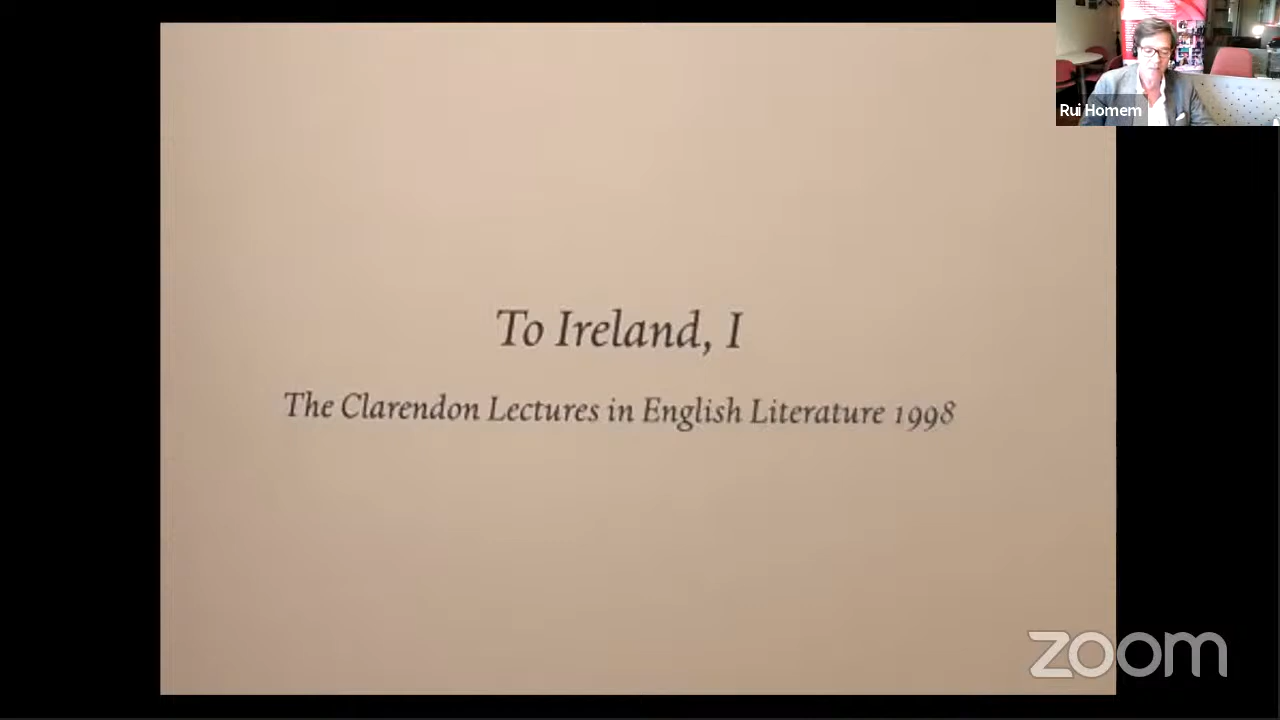 Rui Homem
To Ireland, I
The Clarendon Lectures in English Literature 1998
zoom